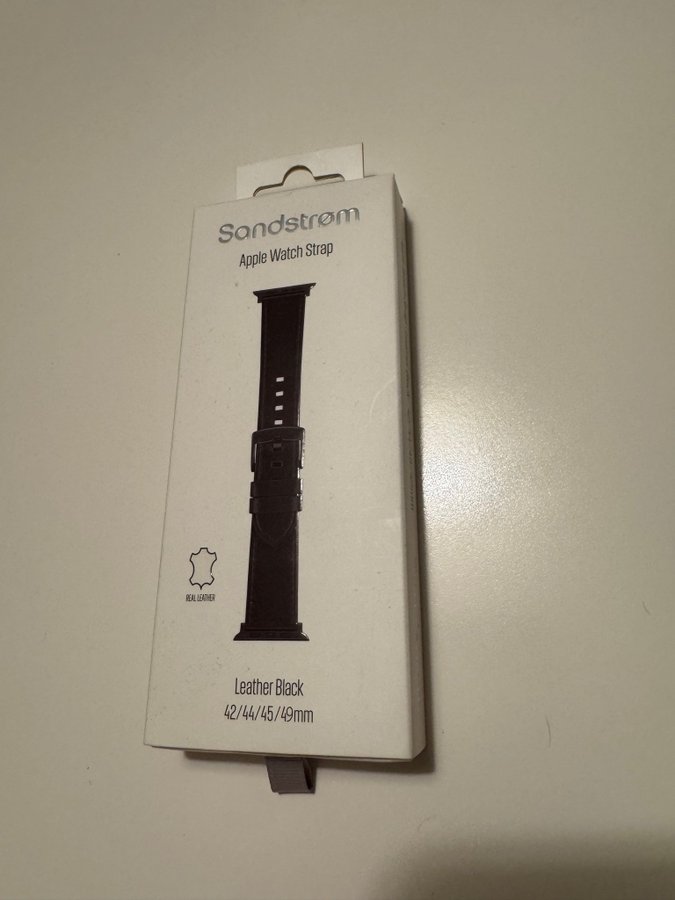 Sandstrøm
Apple Watch Strap
REAL LEATHER
Leather Black
42/44/45/49mm